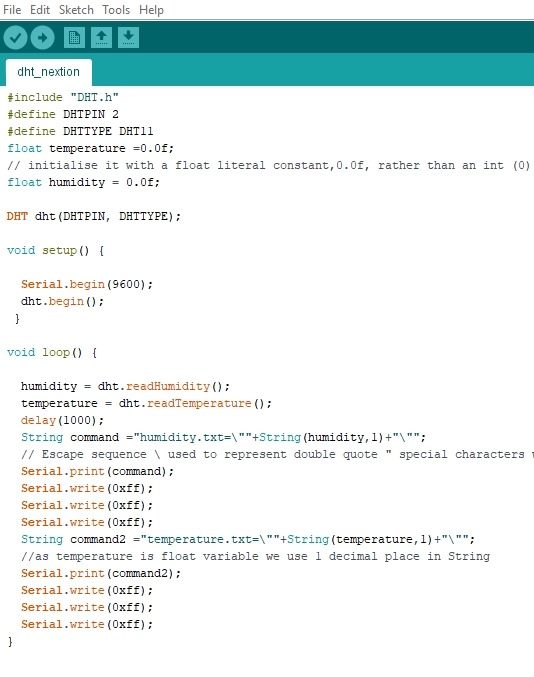 File Edit Sketch Tools Help
dht_nextion
#include "DHT.h"
#define DHTPIN 2
#define DHTTYPE DHT11
float temperature =0.0f;
// initialise it with a float literal constant,0.0f, rather than an int (0)
float humidity = 0.0f;
DHT dht(DHTPIN, DHTTYPE);
void setup() {
Serial.begin(9600);
dht.begin();
}
void loop() {
humidity = dht.readHumidity();
temperature = dht.readTemperature();
delay(1000);
String command ="humidity.txt=\""+String(humidity,1)+"\"";
// Escape sequence \ used to represent double quote " special characters
Serial.print(command);
Serial.write(0xff);
Serial.write(0xff);
Serial.write(0xff);
String command2 ="temperature.txt=\""+String(temperature,1)+"\"";
//as temperature is float variable we use 1 decimal place in String
Serial.print(command2);
Serial.write(0xff);
Serial.write(0xff);
Serial.write(0xff);
}